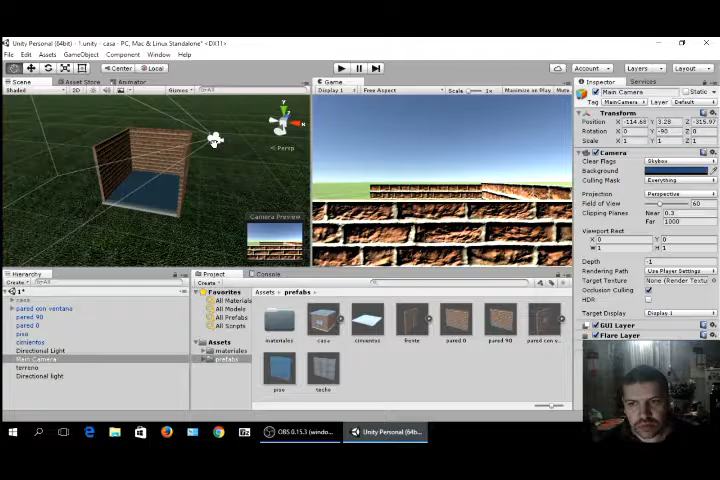 Unity Personal (64bit) - 1.unity - casa - PC, Mac & Linux Standalone* <DX11>
File Edit Assets GameObject Component Window Help
Center Local Account Layers Layout
Scene Asset Store Animator
Shaded 2D Gizmos All
Persp
Camera Preview
Game
Display 1 Free Aspect Scale 1x Maximize on Play
Inspector Services
Main Camera Static
Tag MainCamera Layer Default
Transform
Position X -114.68 Y 3.28 Z -315.97
Rotation X 0 Y -90 Z 0
Scale X 1 Y 1 Z 1
Camera
Clear Flags Skybox
Background
Culling Mask Everything
Projection Perspective
Field of View 60
Clipping Planes Near 0.3
Far 1000
Viewport Rect
X 0 Y 0
W 1 H 1
Depth -1
Rendering Path Use Player Settings
Target Texture None (Render Textur
Occlusion Culling
HDR
Target Display Display 1
GUI Layer
Flare Layer
Hierarchy
Create All
1*
casa
pared con ventana
pared 90
pared 0
piso
cimientos
Directional Light
Main Camera
terreno
Directional light
Project Console
Create
Favorites
All Materials
All Models
All Prefabs
All Scripts
Assets
materiales
prefabs
Assets prefabs
materiales casa cimientos frente pared 0 pared 90 pared con v...
piso techo
OBS 0.15.3 (windo...
Unity Personal (64b...